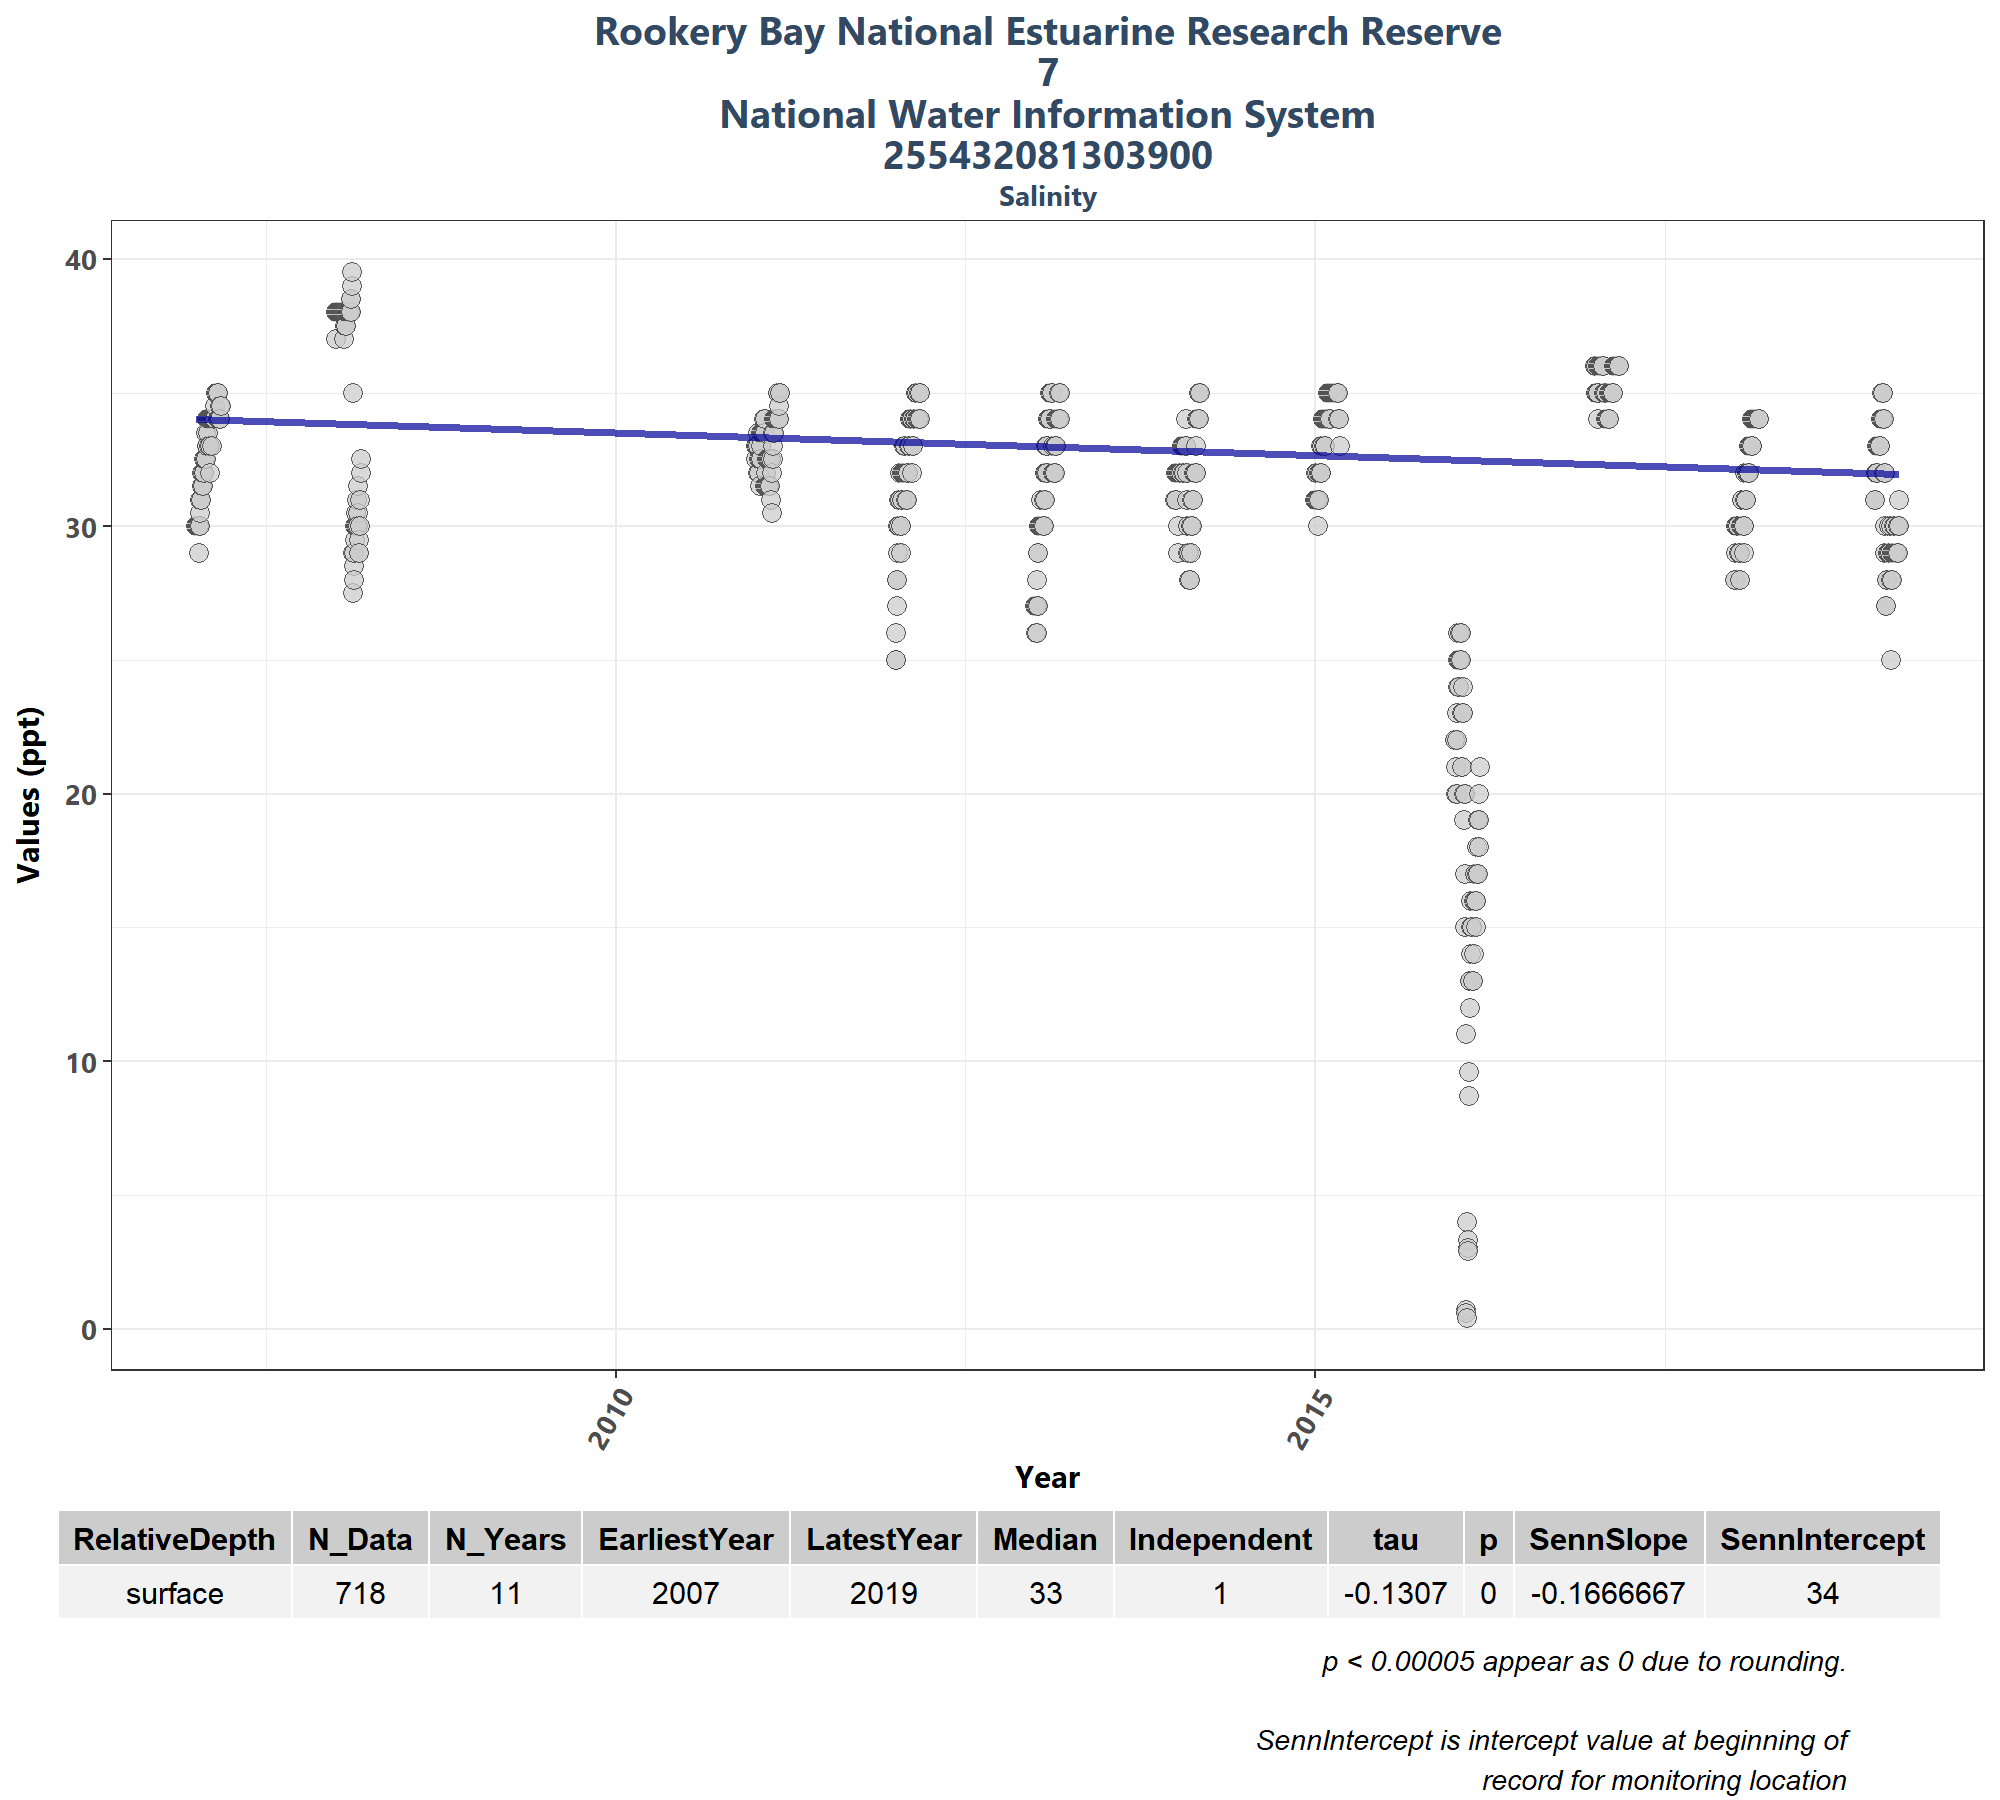 Rookery Bay National Estuarine Research Reserve
7
National Water Information System
255432081303900
Salinity
40
30
20
10
0
Values (ppt)
2010
2015
Year
RelativeDepth N_Data N_Years EarliestYear LatestYear Median Independent tau p SennSlope SennIntercept
surface 718 11 2007 2019 33 1 -0.1307 0 -0.1666667 34
p < 0.00005 appear as 0 due to rounding.
SennIntercept is intercept value at beginning of
record for monitoring location